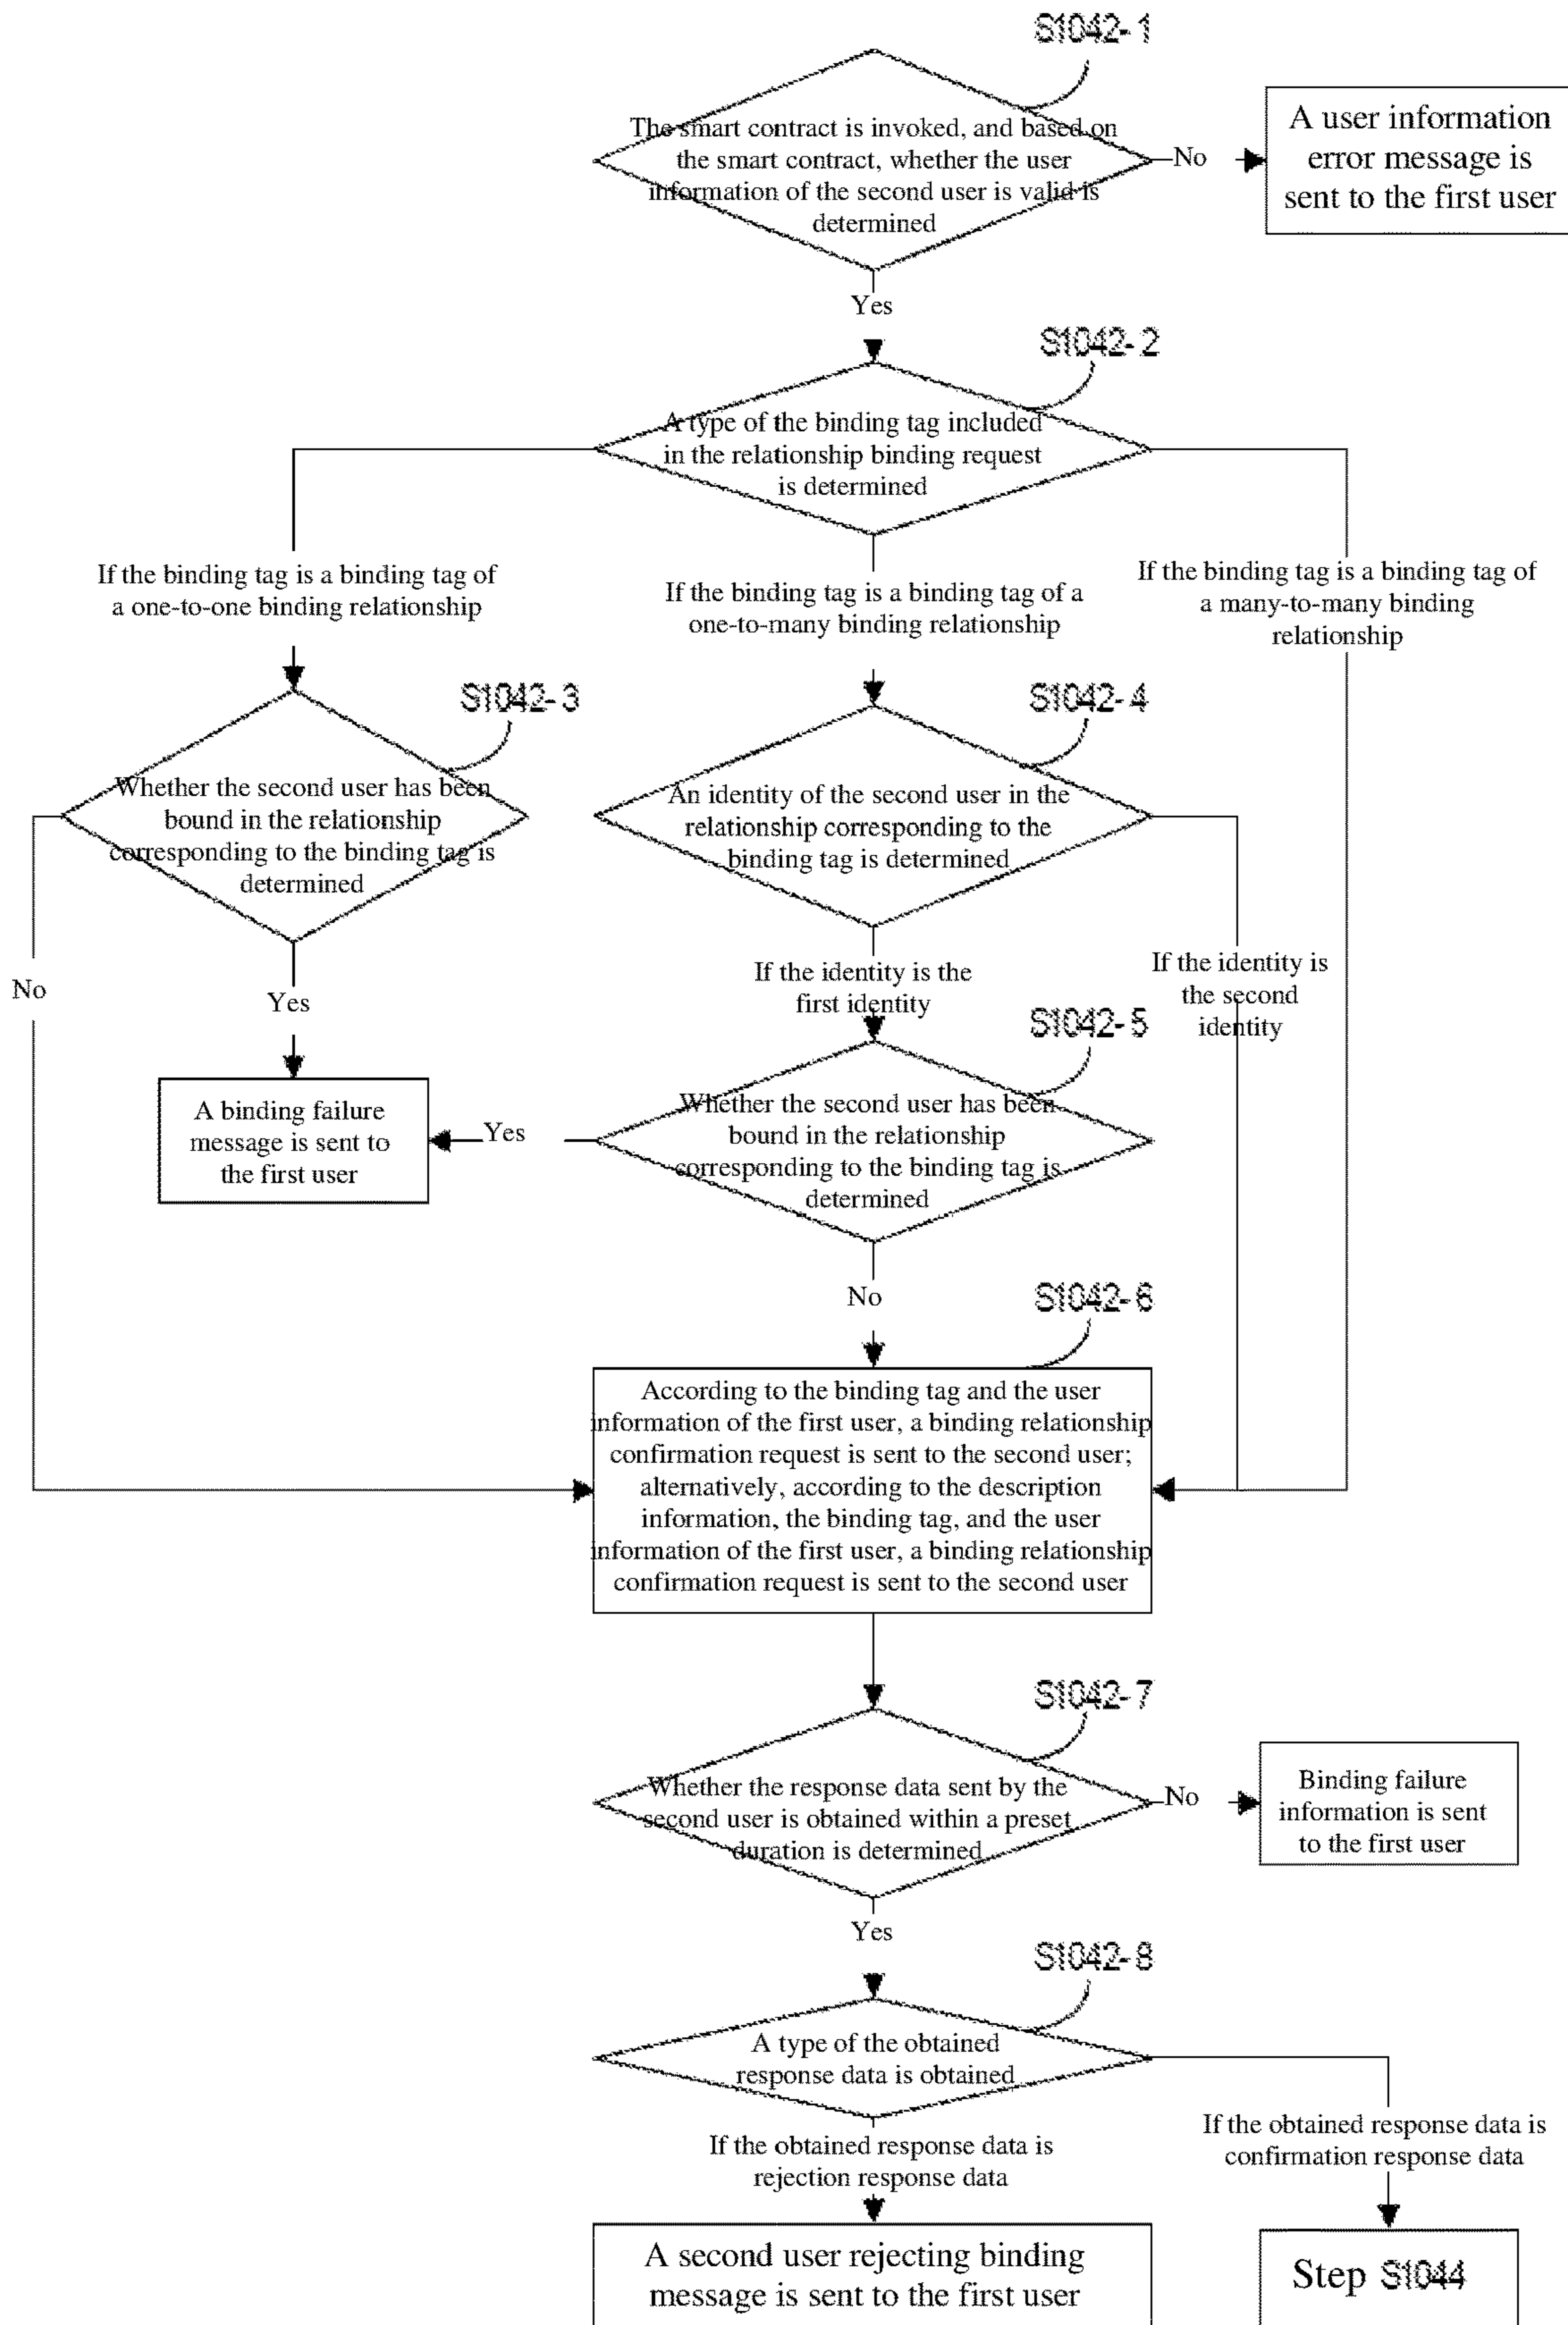 S1042-1
The smart contract is invoked, and based on
the smart contract, whether the user
information of the second user is valid is
determined
No
A user information
error message is
sent to the first user
Yes
S1042-2
A type of the binding tag included
in the relationship binding request
is determined
If the binding tag is a binding tag of
a one-to-one binding relationship
If the binding tag is a binding tag of a
one-to-many binding relationship
If the binding tag is a binding tag of
a many-to-many binding
relationship
S1042-3
Whether the second user has been
bound in the relationship
corresponding to the binding tag is
determined
S1042-4
An identity of the second user in the
relationship corresponding to the
binding tag is determined
No
Yes
If the identity is the
first identity
If the identity is
the second
identity
S1042-5
A binding failure
message is sent to
the first user
Yes
Whether the second user has been
bound in the relationship
corresponding to the binding tag is
determined
No
S1042-6
According to the binding tag and the user
information of the first user, a binding relationship
confirmation request is sent to the second user;
alternatively, according to the description
information, the binding tag, and the user
information of the first user, a binding relationship
confirmation request is sent to the second user
S1042-7
Whether the response data sent by the
second user is obtained within a preset
duration is determined
No
Binding failure
information is sent
to the first user
Yes
S1042-8
A type of the obtained
response data is obtained
If the obtained response data is
rejection response data
If the obtained response data is
confirmation response data
A second user rejecting binding
message is sent to the first user
Step S1044